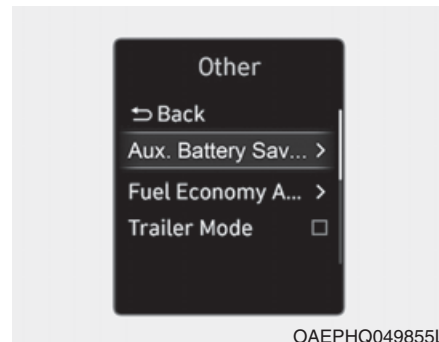 Other
Back
Aux. Battery Sav... >
Fuel Economy A... >
Trailer Mode
OAEPHQ049855L